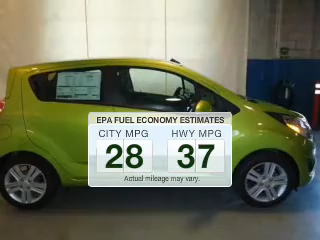 EPA FUEL ECONOMY ESTIMATES
CITY MPG HWY MPG
28 37
Actual mileage may vary.